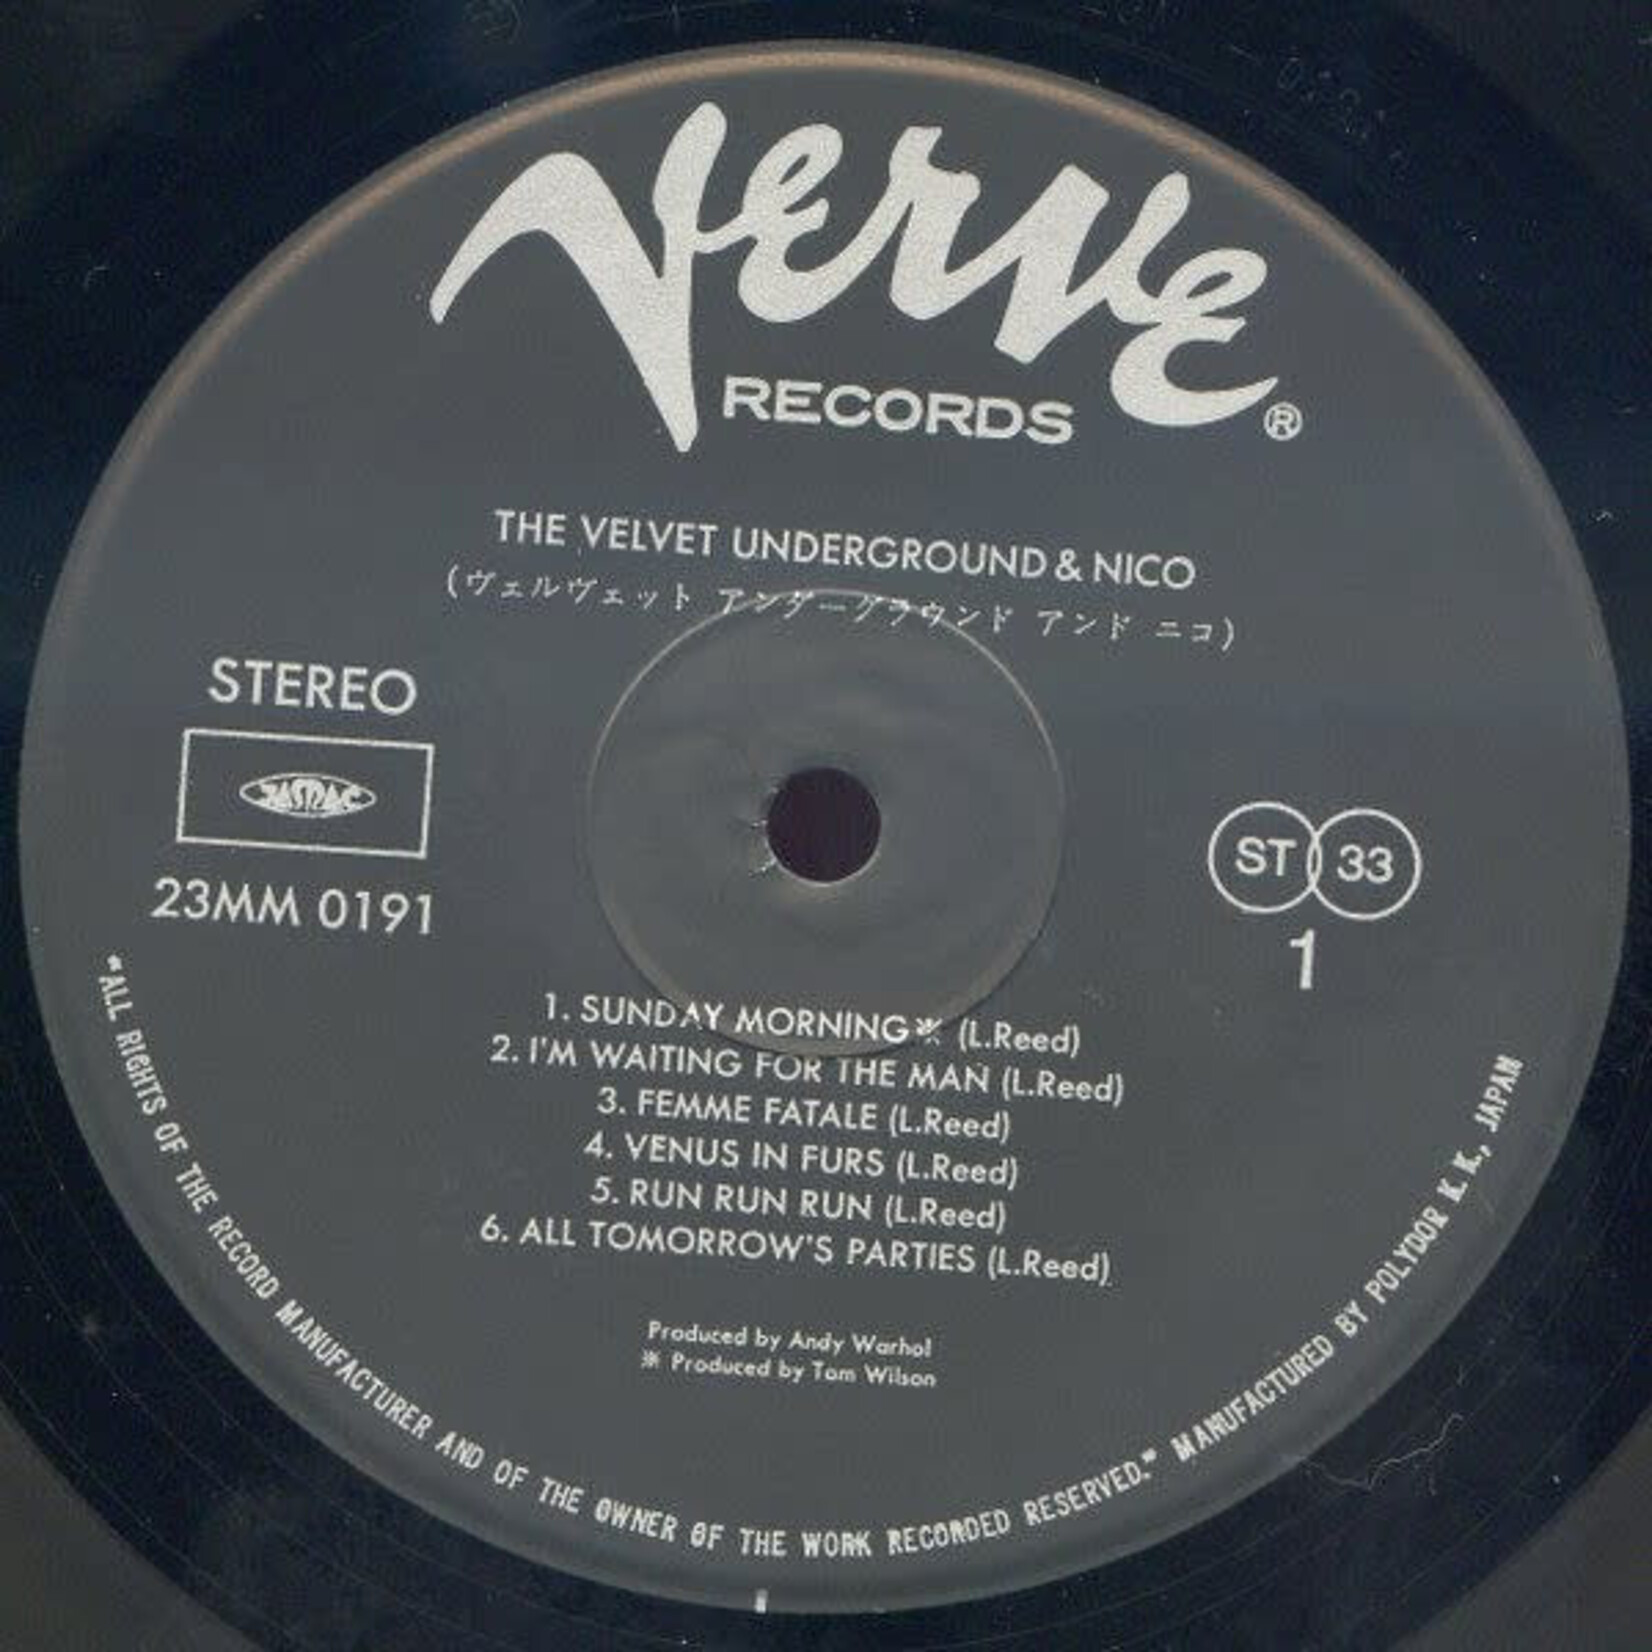 Verve
RECORDS ®
THE VELVET UNDERGROUND & NICO
(ヴェルヴェット アンダーグラウンド アンド ニコ)
STEREO
JASRAC
23MM 0191
ST 33
1
1. SUNDAY MORNING※ (L.Reed)
2. I'M WAITING FOR THE MAN (L.Reed)
3. FEMME FATALE (L.Reed)
4. VENUS IN FURS (L.Reed)
5. RUN RUN RUN (L.Reed)
6. ALL TOMORROW'S PARTIES (L.Reed)
Produced by Andy Warhol
※ Produced by Tom Wilson
"ALL RIGHTS OF THE RECORD MANUFACTURER AND OF THE OWNER OF THE WORK RECORDED RESERVED." MANUFACTURED BY POLYDOR K.K., JAPAN